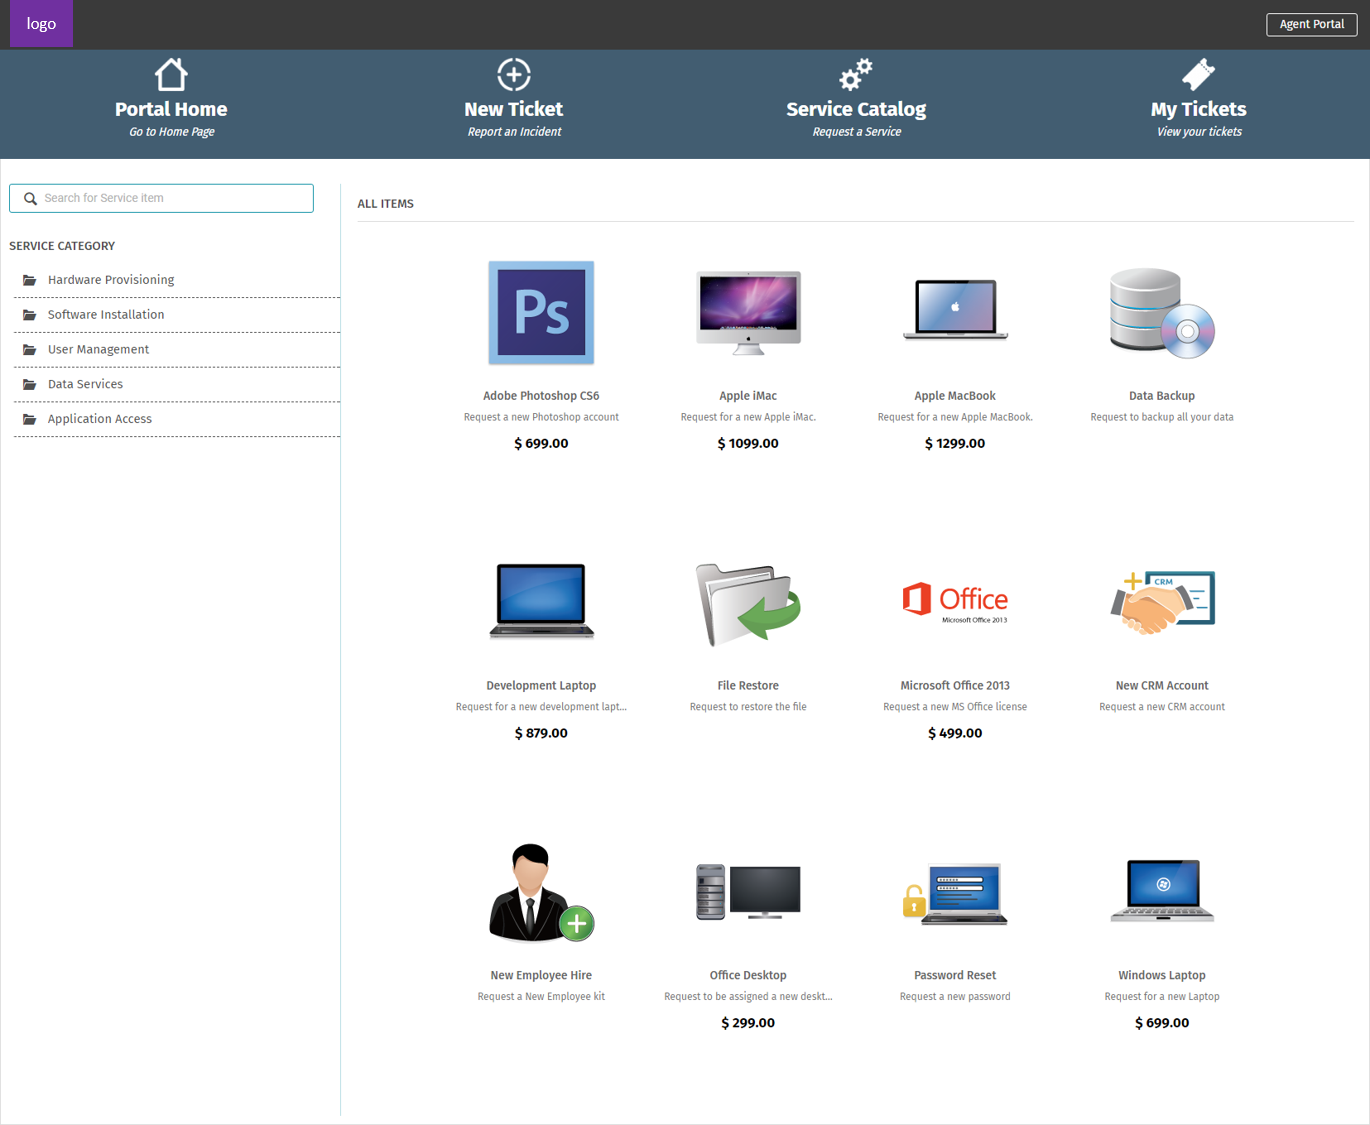 logo
Agent Portal
Portal Home
Go to Home Page
New Ticket
Report an Incident
Service Catalog
Request a Service
My Tickets
View your tickets
Search for Service item
SERVICE CATEGORY
Hardware Provisioning
Software Installation
User Management
Data Services
Application Access
ALL ITEMS
Ps
Adobe Photoshop CS6
Request a new Photoshop account
$ 699.00
Apple iMac
Request for a new Apple iMac.
$ 1099.00
Apple MacBook
Request for a new Apple MacBook.
$ 1299.00
Data Backup
Request to backup all your data
Development Laptop
Request for a new development lapt...
$ 879.00
File Restore
Request to restore the file
Office
Microsoft Office 2013
Microsoft Office 2013
Request a new MS Office license
$ 499.00
CRM
New CRM Account
Request a new CRM account
New Employee Hire
Request a New Employee kit
Office Desktop
Request to be assigned a new deskt...
$ 299.00
Password Reset
Request a new password
Windows Laptop
Request for a new Laptop
$ 699.00